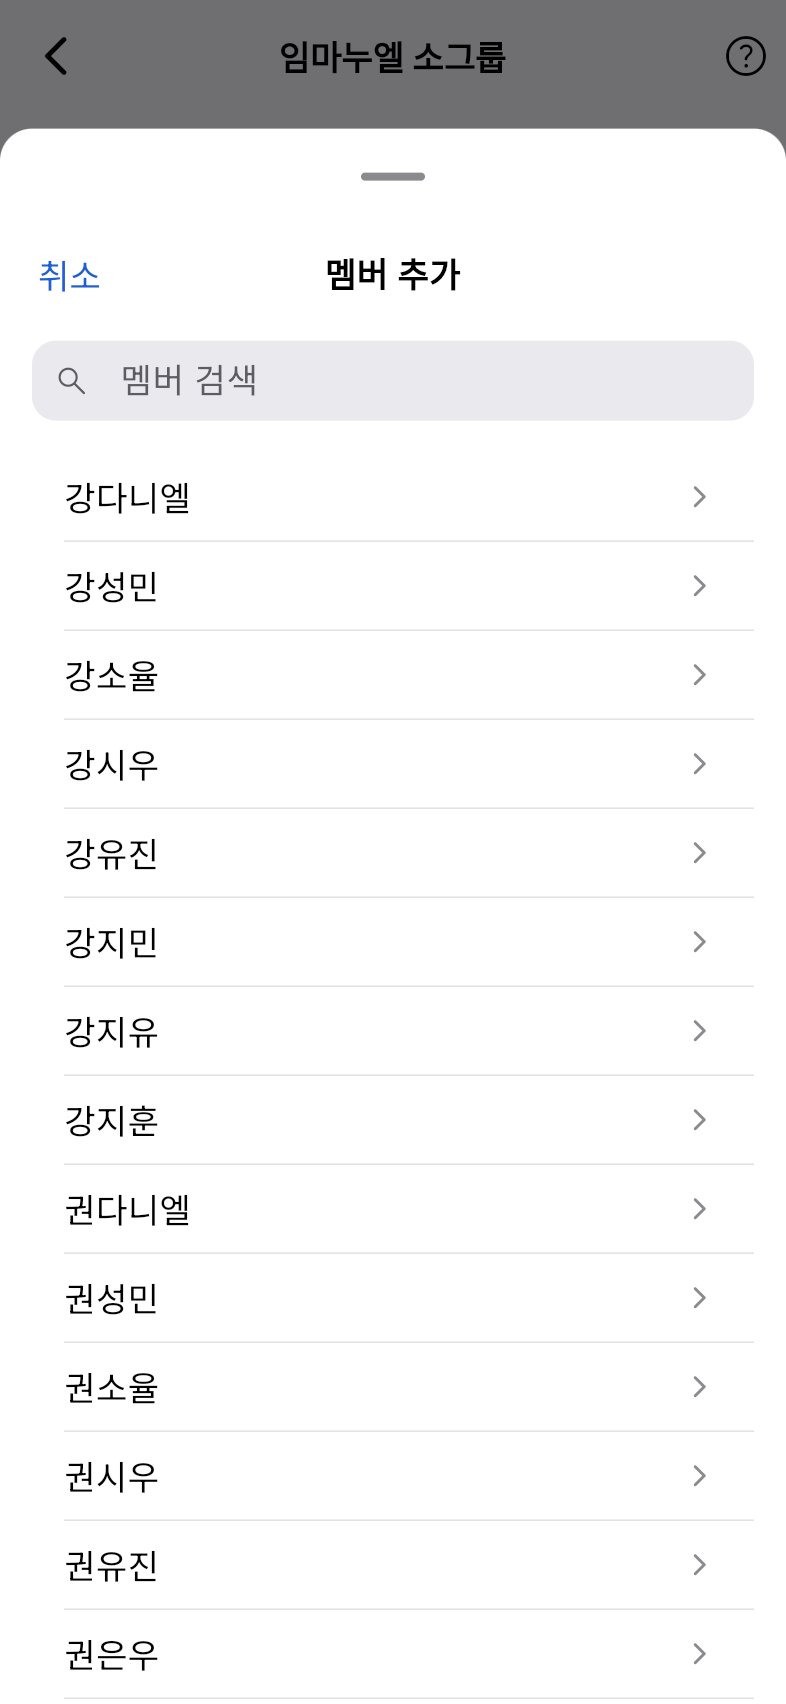 임마누엘 소그룹
취소
멤버 추가
멤버 검색
강다니엘
강성민
강소율
강시우
강유진
강지민
강지유
강지훈
권다니엘
권성민
권소율
권시우
권유진
권은우